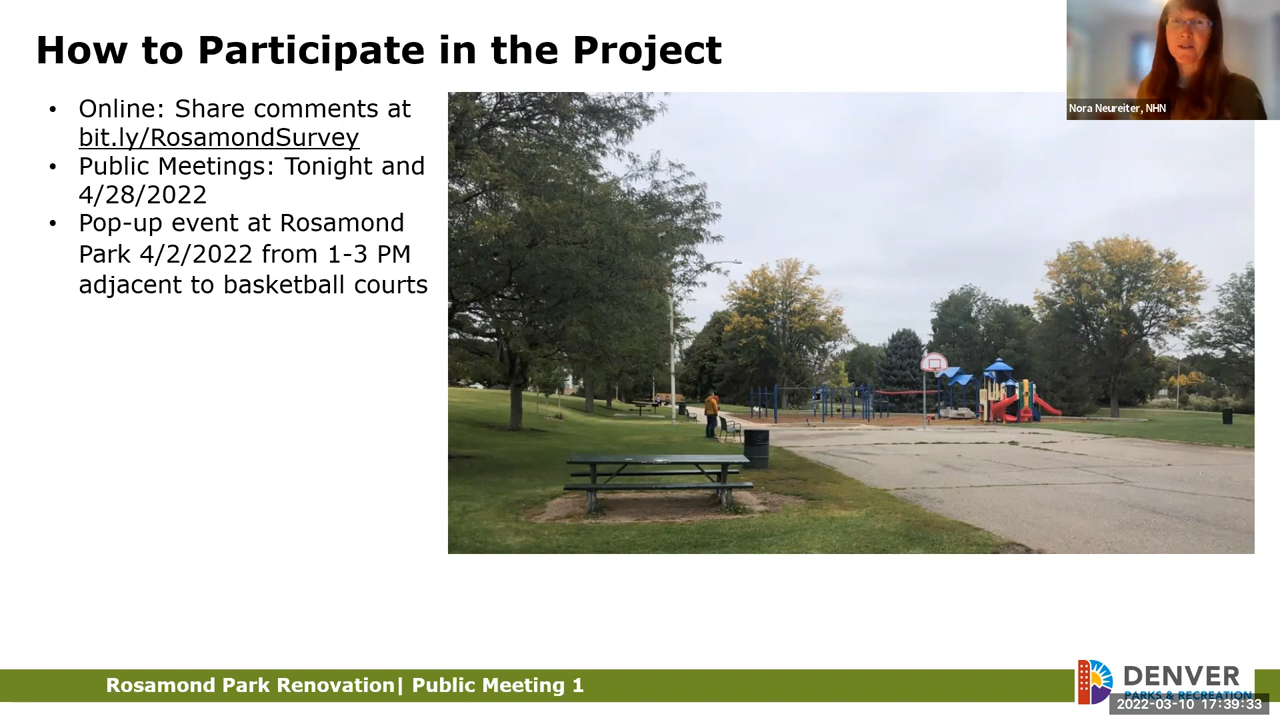 How to Participate in the Project
Nora Neureiter, NHN
• Online: Share comments at
bit.ly/RosamondSurvey
• Public Meetings: Tonight and
4/28/2022
• Pop-up event at Rosamond
Park 4/2/2022 from 1-3 PM
adjacent to basketball courts
Rosamond Park Renovation| Public Meeting 1
DENVER
PARKS & RECREATION
2022-03-10 17:39:33